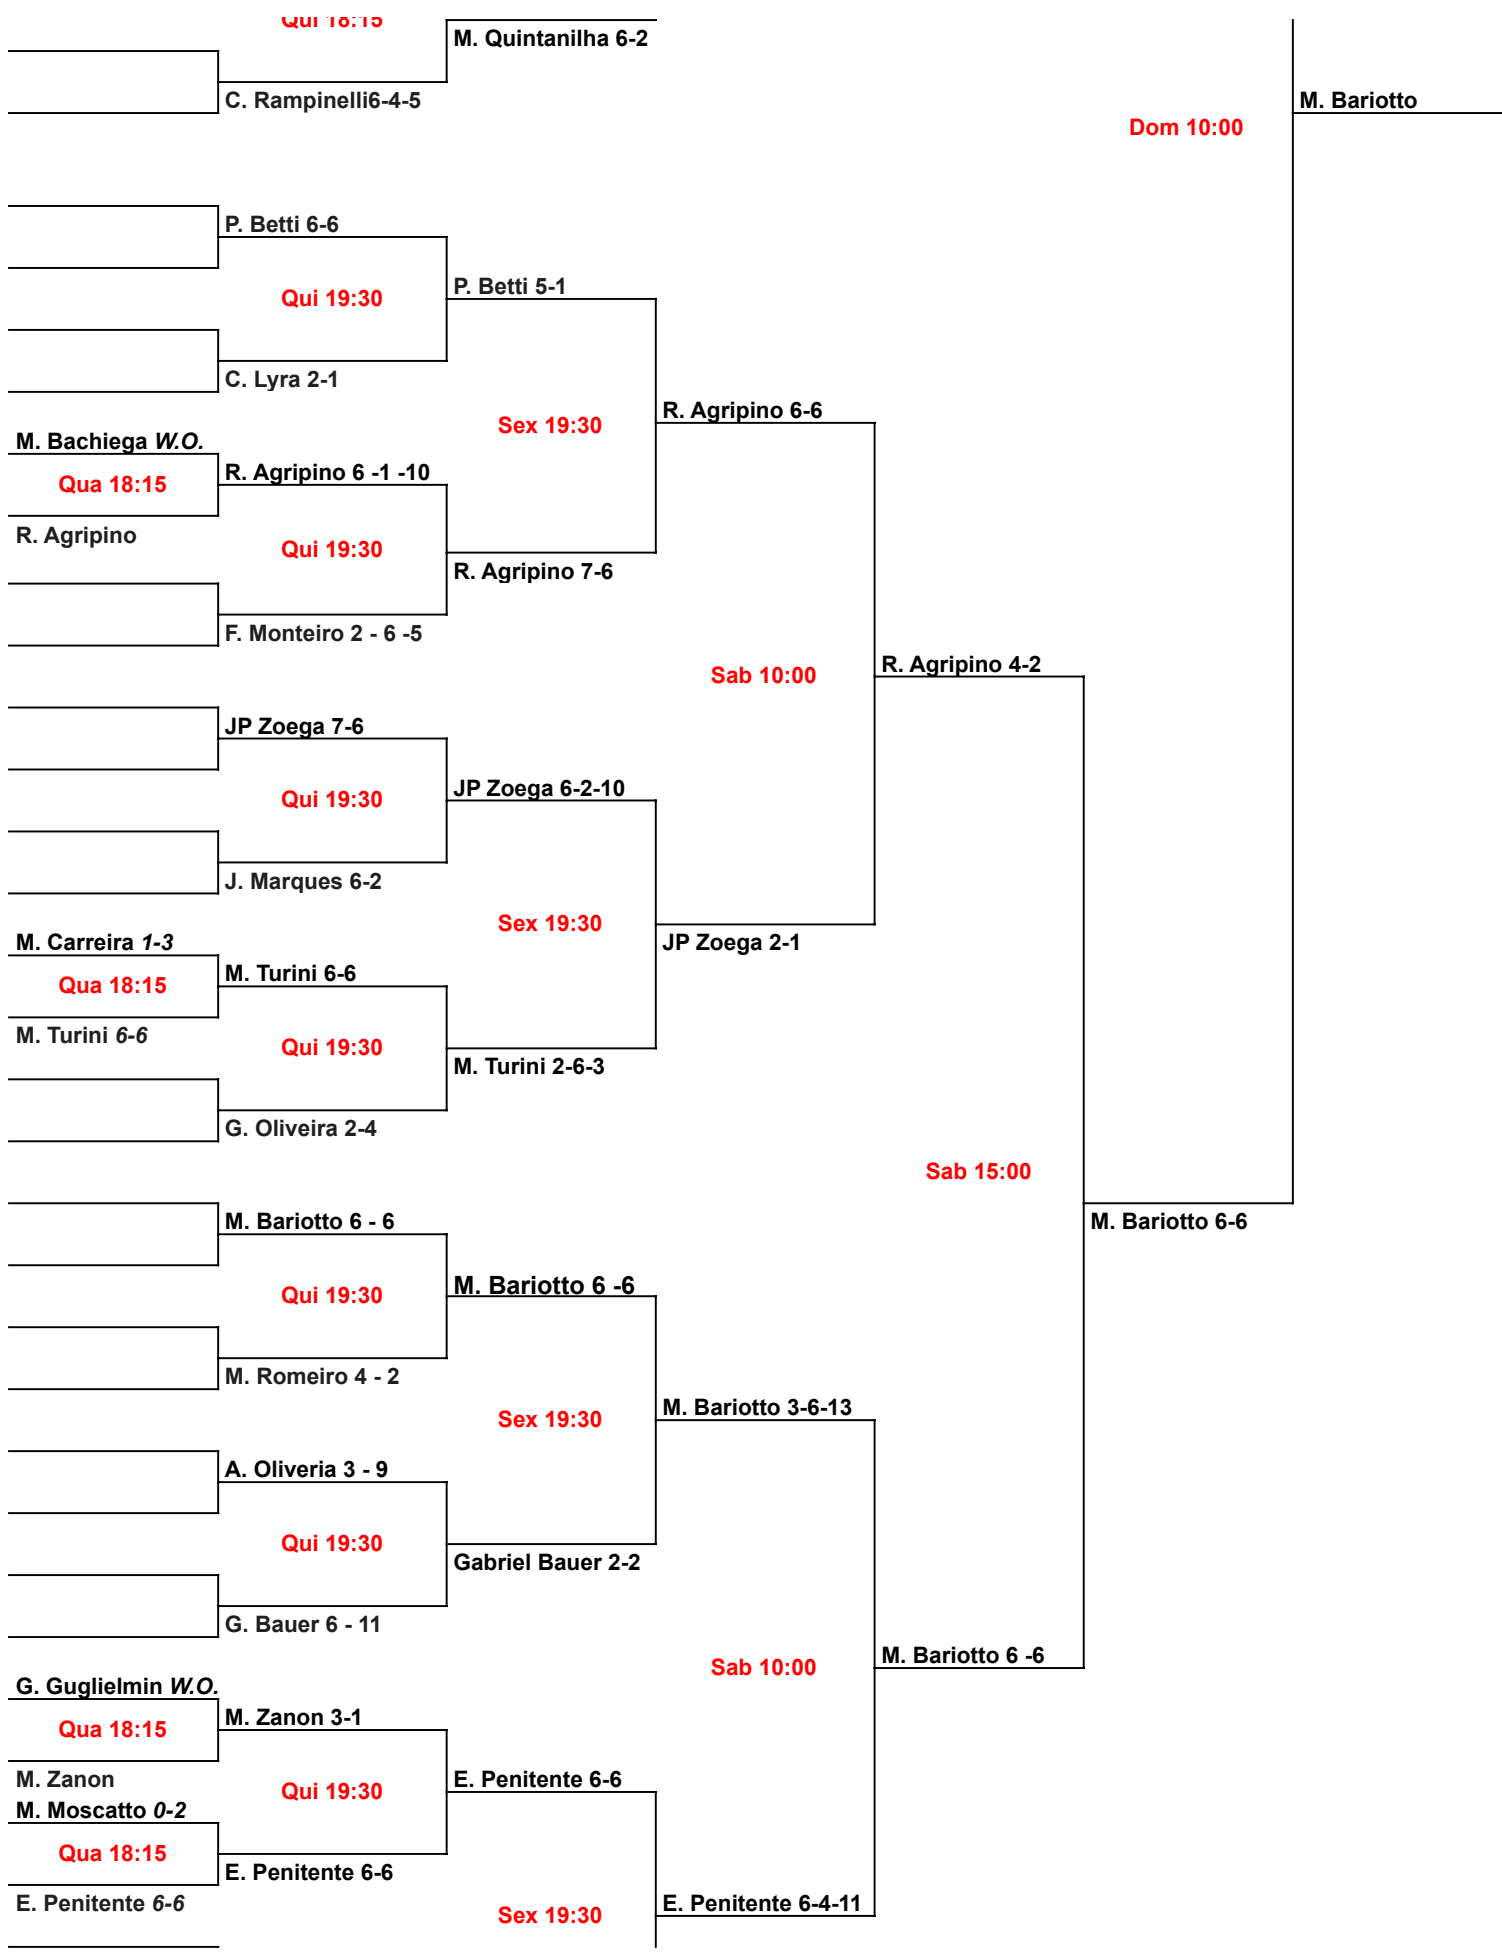 Qui 18:15
M. Quintanilha 6-2
C. Rampinelli6-4-5
M. Bariotto
Dom 10:00
P. Betti 6-6
Qui 19:30
P. Betti 5-1
C. Lyra 2-1
Sex 19:30
R. Agripino 6-6
M. Bachiega W.O.
Qua 18:15
R. Agripino 6 -1 -10
R. Agripino
Qui 19:30
R. Agripino 7-6
F. Monteiro 2 - 6 -5
Sab 10:00
R. Agripino 4-2
JP Zoega 7-6
Qui 19:30
JP Zoega 6-2-10
J. Marques 6-2
Sex 19:30
JP Zoega 2-1
M. Carreira 1-3
Qua 18:15
M. Turini 6-6
M. Turini 6-6
Qui 19:30
M. Turini 2-6-3
G. Oliveira 2-4
Sab 15:00
M. Bariotto 6-6
M. Bariotto 6 - 6
Qui 19:30
M. Bariotto 6 -6
M. Romeiro 4 - 2
Sex 19:30
M. Bariotto 3-6-13
A. Oliveria 3 - 9
Qui 19:30
Gabriel Bauer 2-2
G. Bauer 6 - 11
Sab 10:00
M. Bariotto 6 -6
G. Guglielmin W.O.
Qua 18:15
M. Zanon 3-1
M. Zanon
Qui 19:30
E. Penitente 6-6
M. Moscatto 0-2
Qua 18:15
E. Penitente 6-6
E. Penitente 6-6
Sex 19:30
E. Penitente 6-4-11